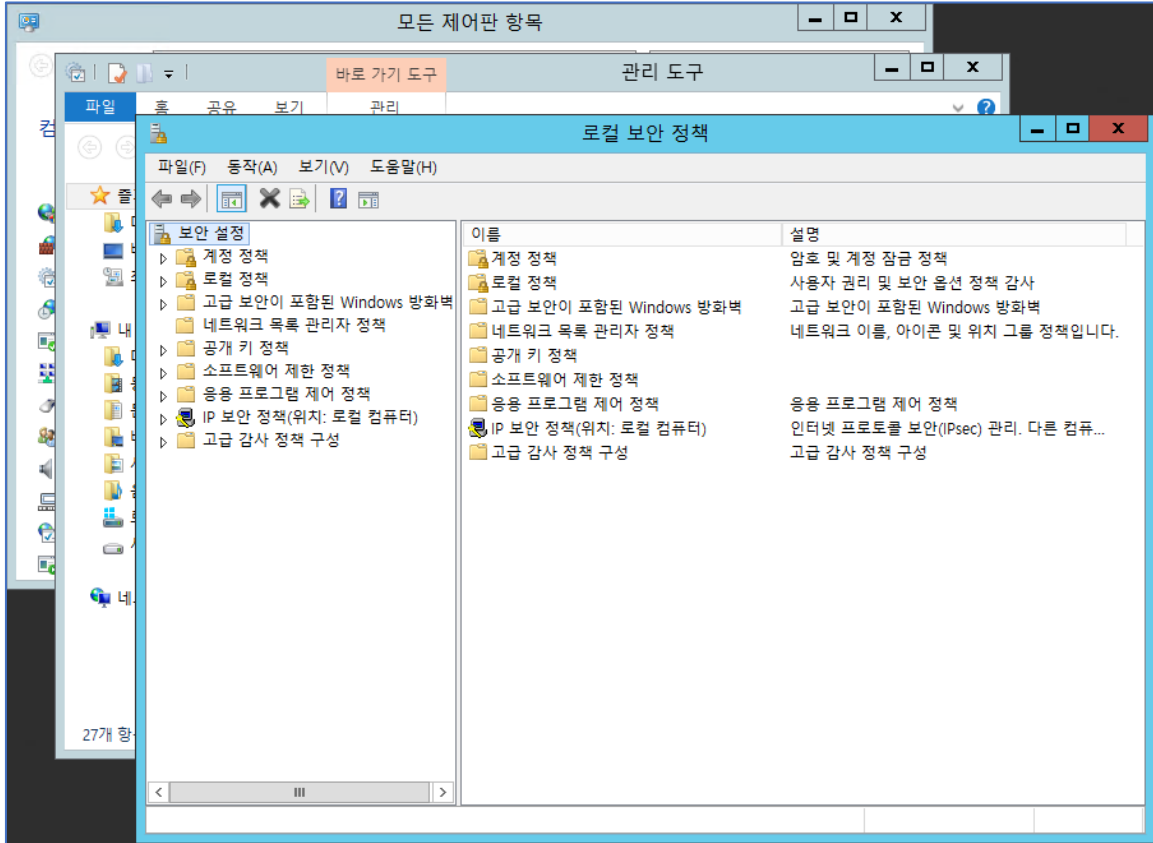 모든 제어판 항목
바로 가기 도구
관리 도구
파일 홈 공유 보기 관리
로컬 보안 정책
파일(F) 동작(A) 보기(V) 도움말(H)
보안 설정
계정 정책
로컬 정책
고급 보안이 포함된 Windows 방화벽
네트워크 목록 관리자 정책
공개 키 정책
소프트웨어 제한 정책
응용 프로그램 제어 정책
IP 보안 정책(위치: 로컬 컴퓨터)
고급 감사 정책 구성
이름 설명
계정 정책 암호 및 계정 잠금 정책
로컬 정책 사용자 권리 및 보안 옵션 정책 감사
고급 보안이 포함된 Windows 방화벽 고급 보안이 포함된 Windows 방화벽
네트워크 목록 관리자 정책 네트워크 이름, 아이콘 및 위치 그룹 정책입니다.
공개 키 정책
소프트웨어 제한 정책
응용 프로그램 제어 정책 응용 프로그램 제어 정책
IP 보안 정책(위치: 로컬 컴퓨터) 인터넷 프로토콜 보안(IPsec) 관리. 다른 컴퓨...
고급 감사 정책 구성 고급 감사 정책 구성
컴
즐
내
네
27개 항